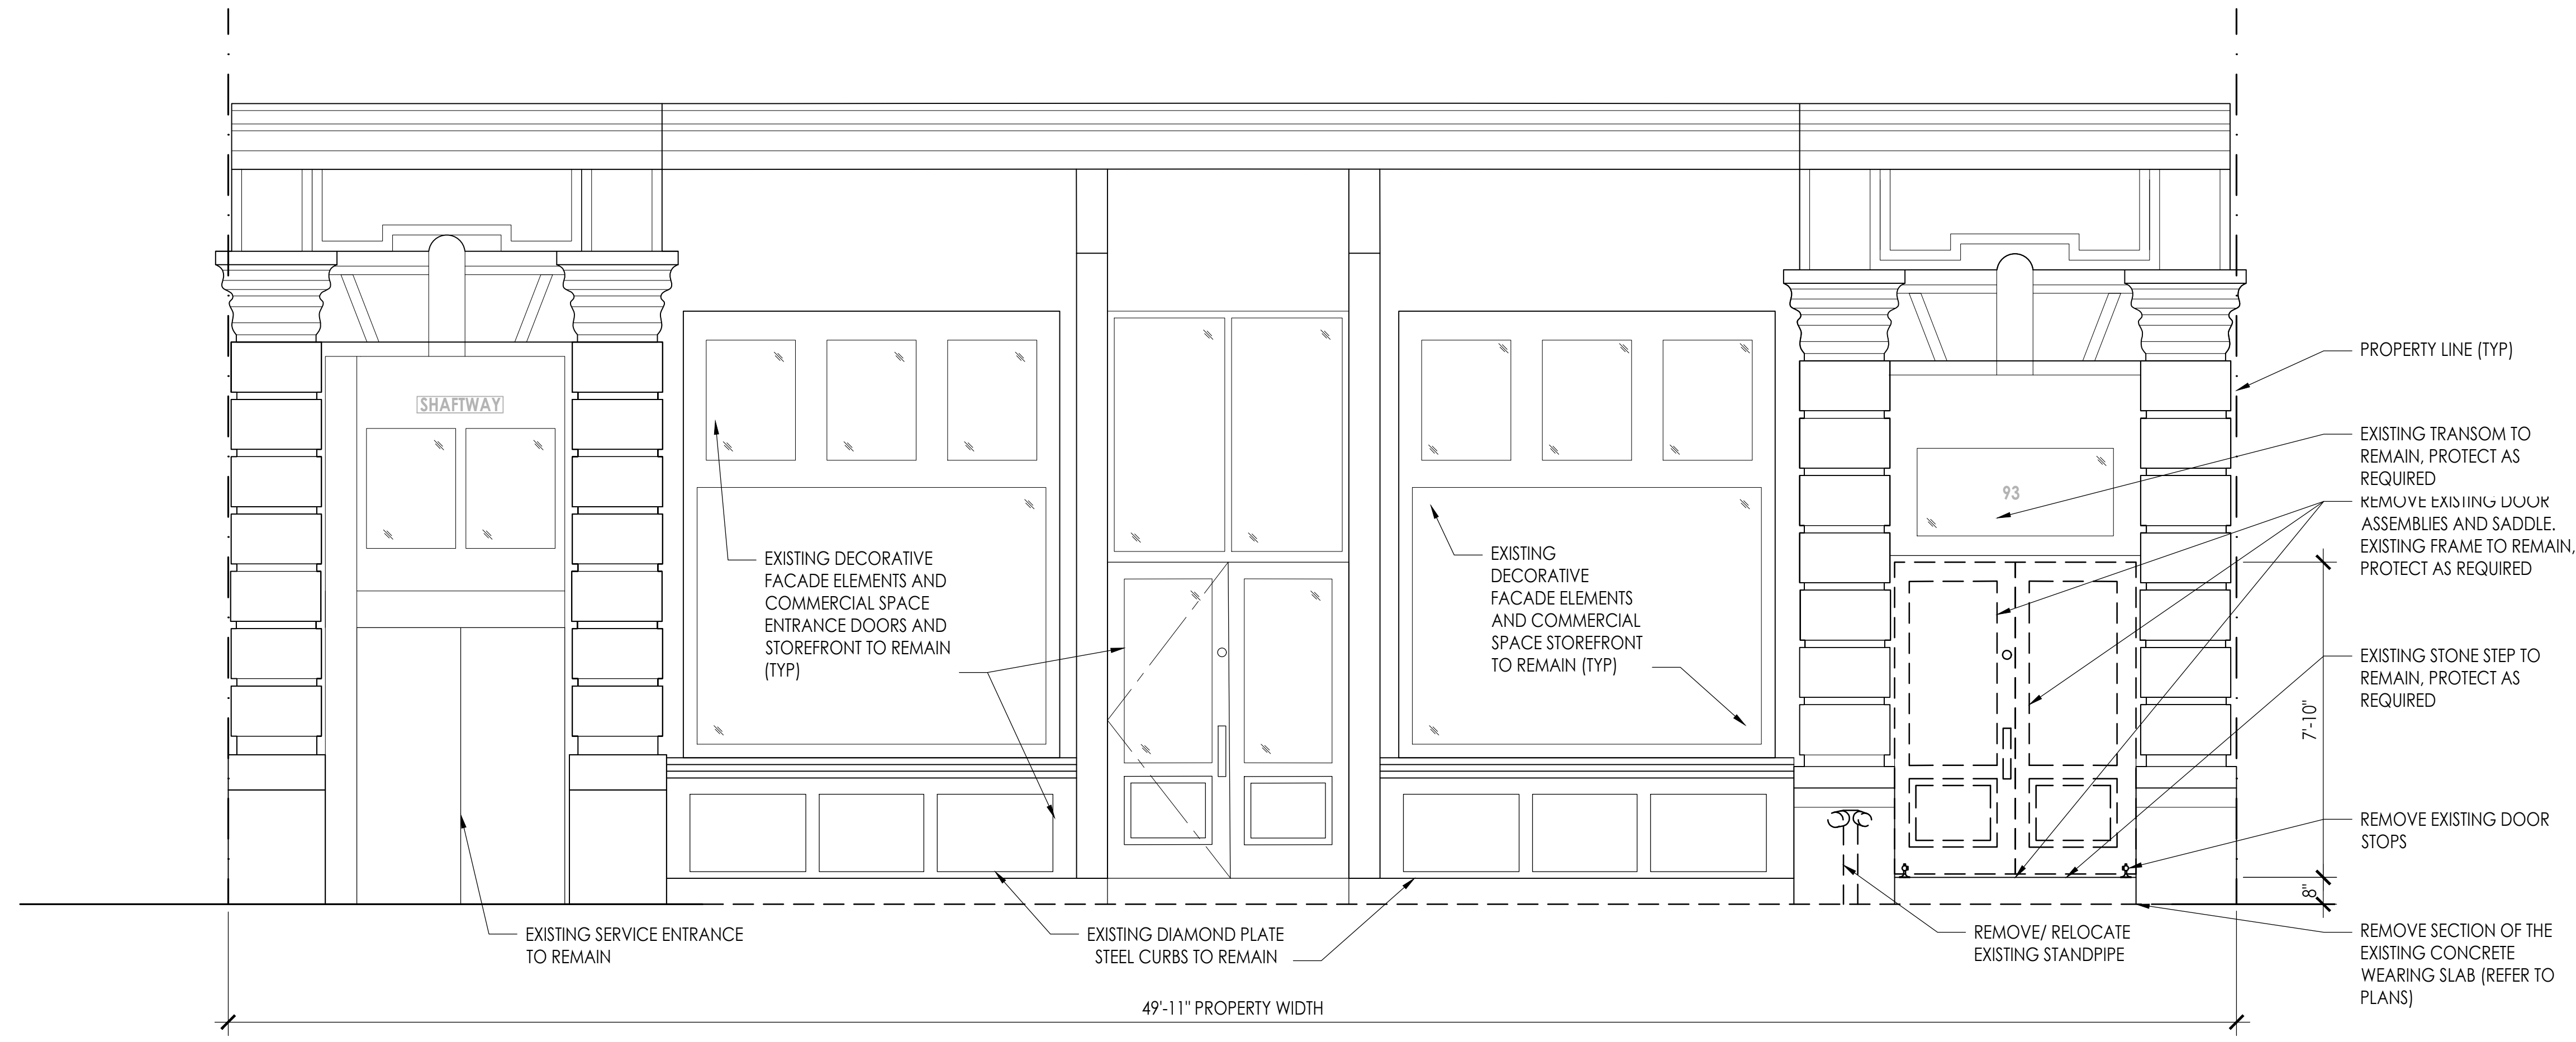 SHAFTWAY
93
EXISTING DECORATIVE
FACADE ELEMENTS AND
COMMERCIAL SPACE
ENTRANCE DOORS AND
STOREFRONT TO REMAIN
(TYP)
EXISTING
DECORATIVE
FACADE ELEMENTS
AND COMMERCIAL
SPACE STOREFRONT
TO REMAIN (TYP)
PROPERTY LINE (TYP)
EXISTING TRANSOM TO
REMAIN, PROTECT AS
REQUIRED
REMOVE EXISTING DOOR
ASSEMBLIES AND SADDLE.
EXISTING FRAME TO REMAIN,
PROTECT AS REQUIRED
EXISTING STONE STEP TO
REMAIN, PROTECT AS
REQUIRED
7'-10"
REMOVE EXISTING DOOR
STOPS
8"
REMOVE SECTION OF THE
EXISTING CONCRETE
WEARING SLAB (REFER TO
PLANS)
EXISTING SERVICE ENTRANCE
TO REMAIN
EXISTING DIAMOND PLATE
STEEL CURBS TO REMAIN
REMOVE/ RELOCATE
EXISTING STANDPIPE
49'-11" PROPERTY WIDTH